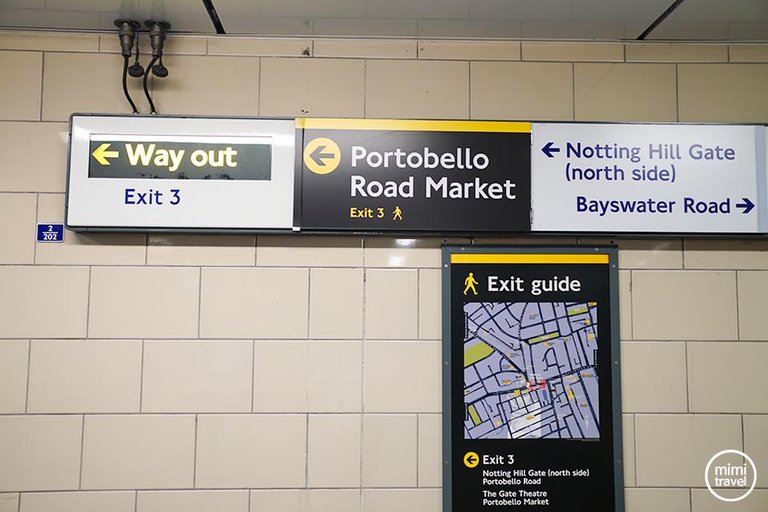 ← Way out
Exit 3
← Portobello
Road Market
Exit 3
← Notting Hill Gate
(north side)
Bayswater Road →
2
202
Exit guide
← Exit 3
Notting Hill Gate (north side)
Portobello Road
The Gate Theatre
Portobello Market
mimi
travel